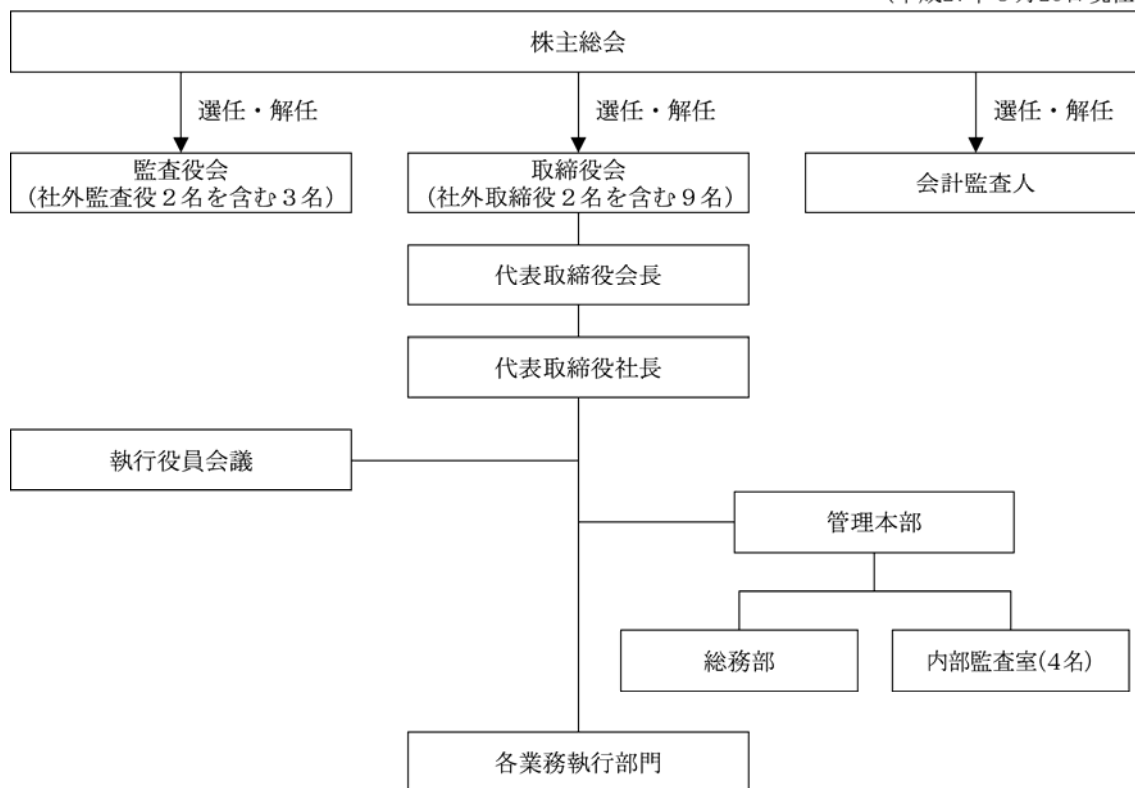 株主総会
選任・解任
選任・解任
選任・解任
監査役会
(社外監査役2名を含む3名)
取締役会
(社外取締役2名を含む9名)
会計監査人
代表取締役会長
代表取締役社長
執行役員会議
管理本部
総務部
内部監査室(4名)
各業務執行部門